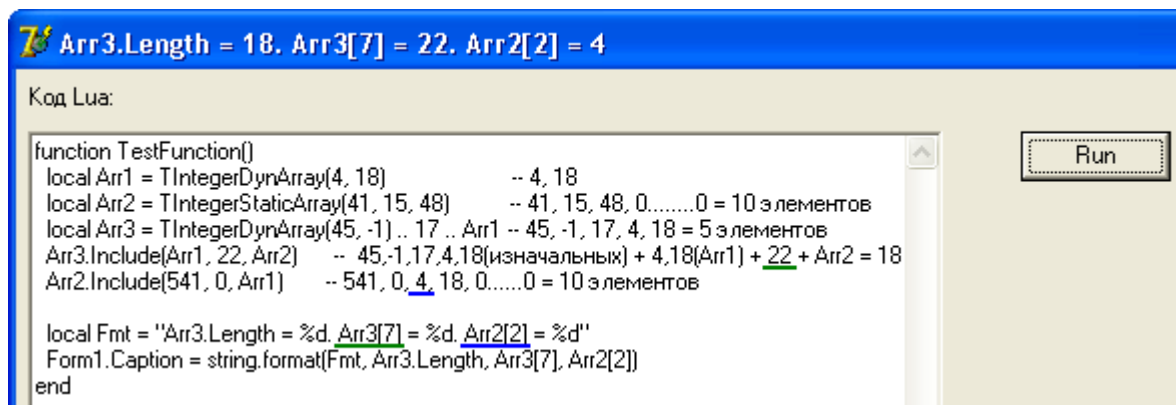 Arr3.Length = 18. Arr3[7] = 22. Arr2[2] = 4
Код Lua:
Run
function TestFunction()
local Arr1 = TIntegerDynArray(4, 18) -- 4, 18
local Arr2 = TIntegerStaticArray(41, 15, 48) -- 41, 15, 48, 0........0 = 10 элементов
local Arr3 = TIntegerDynArray(45, -1) .. 17 .. Arr1 -- 45, -1, 17, 4, 18 = 5 элементов
Arr3.Include(Arr1, 22, Arr2) -- 45,-1,17,4,18(изначальных) + 4,18(Arr1) + 22 + Arr2 = 18
Arr2.Include(541, 0, Arr1) -- 541, 0, 4, 18, 0......0 = 10 элементов
local Fmt = "Arr3.Length = %d. Arr3[7] = %d. Arr2[2] = %d"
Form1.Caption = string.format(Fmt, Arr3.Length, Arr3[7], Arr2[2])
end